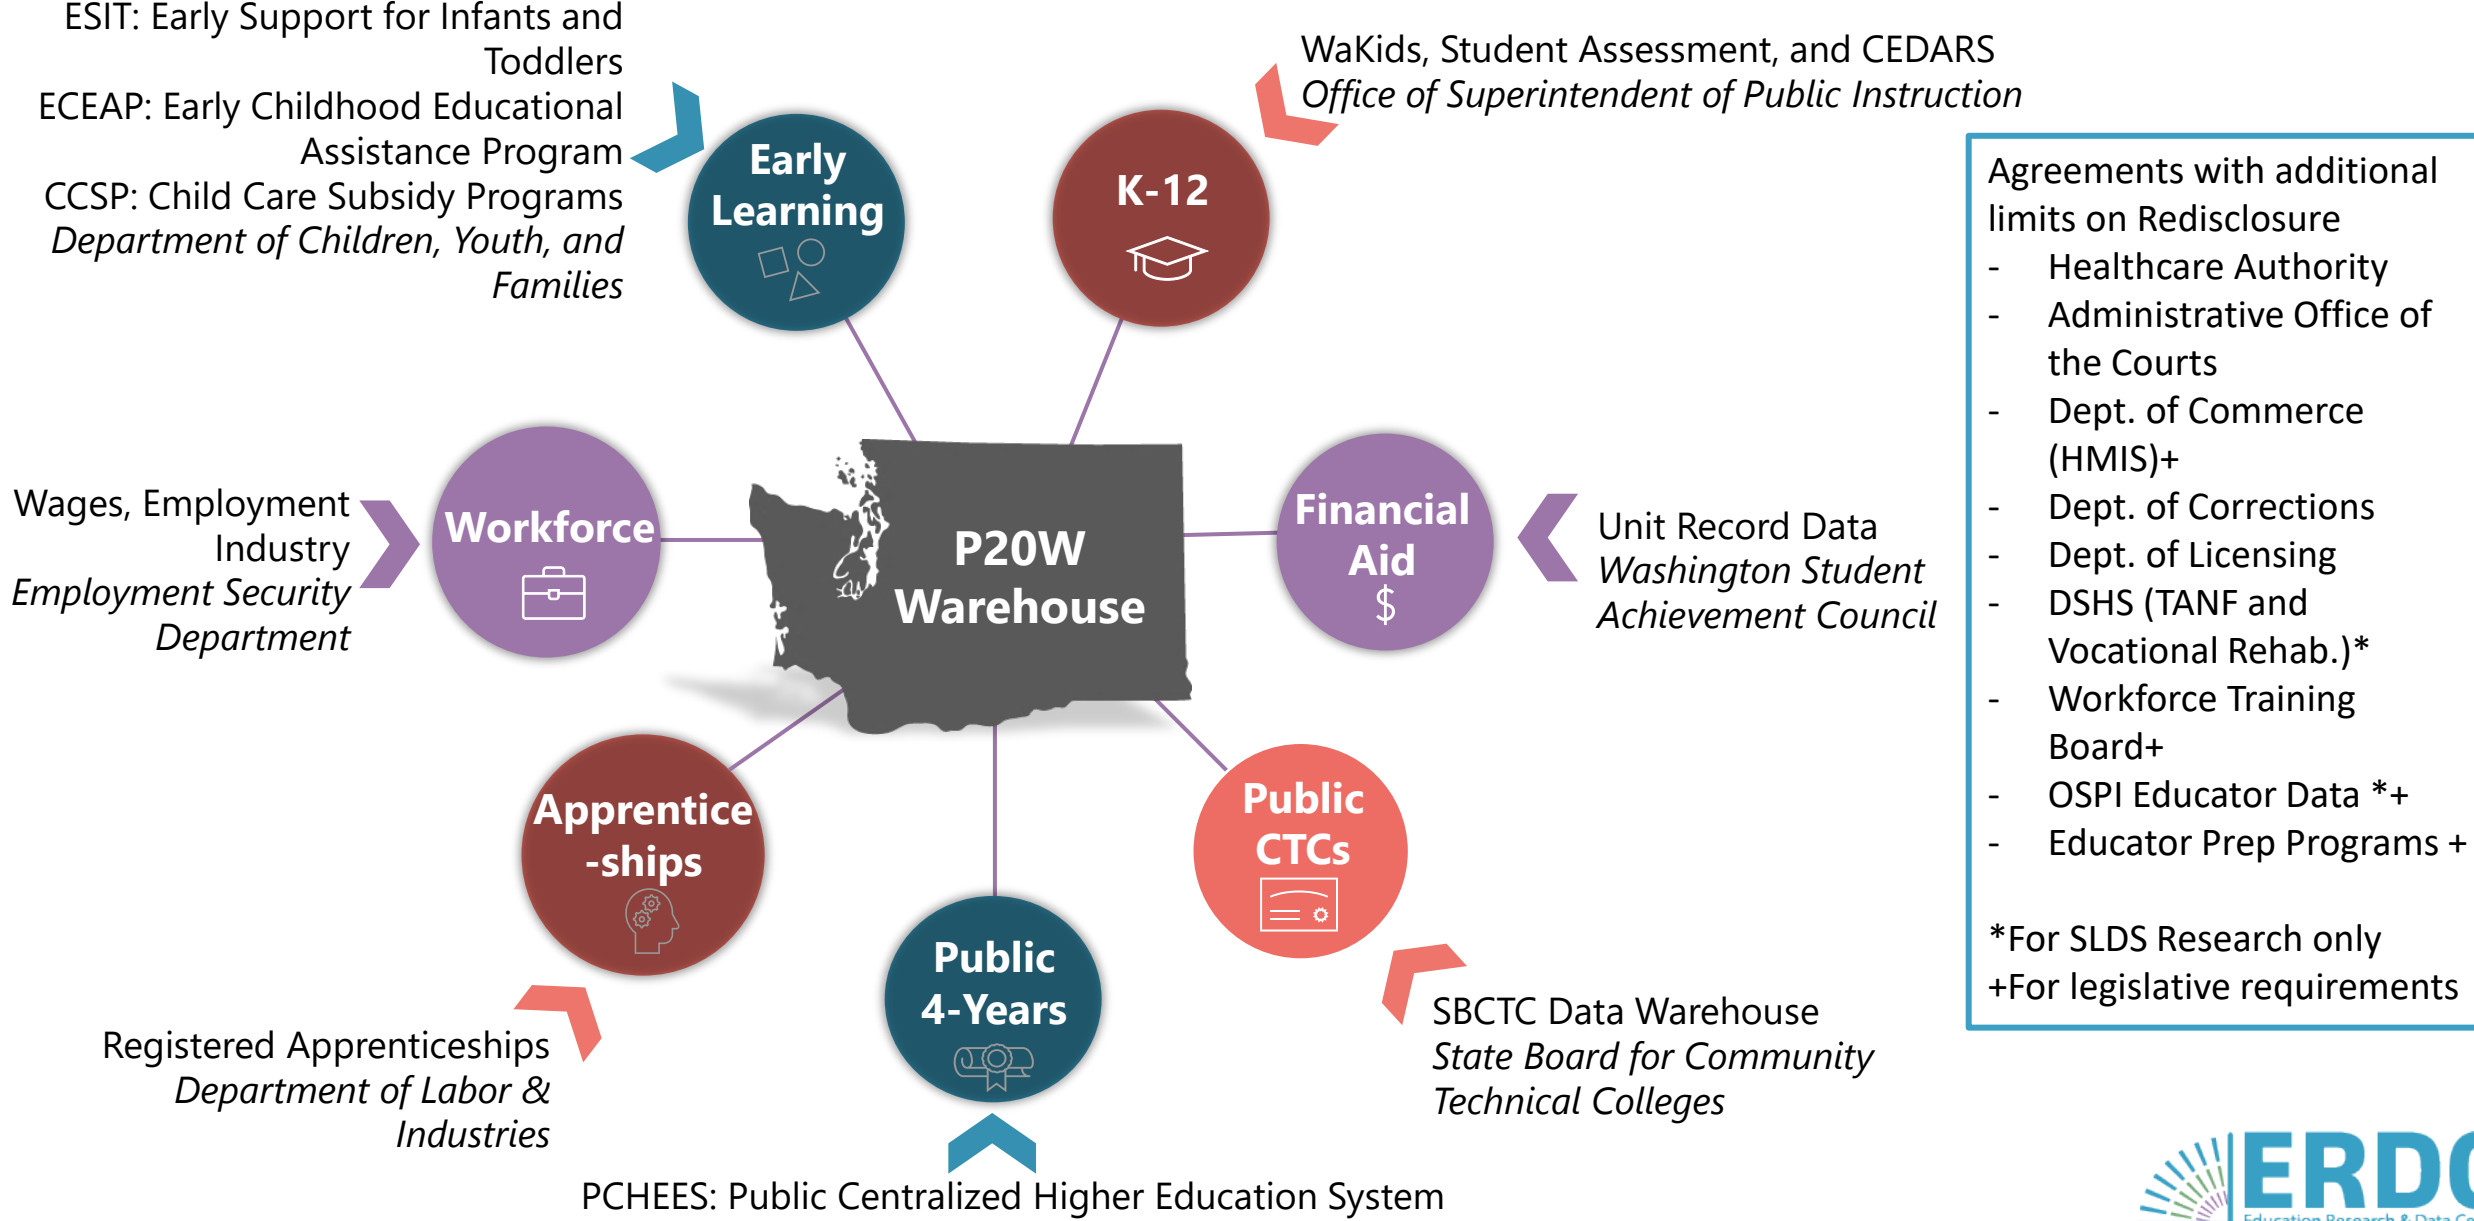 ESIT: Early Support for Infants and
Toddlers
ECEAP: Early Childhood Educational
Assistance Program
CCSP: Child Care Subsidy Programs
Department of Children, Youth, and
Families
Early
Learning
K-12
WaKids, Student Assessment, and CEDARS
Office of Superintendent of Public Instruction
Wages, Employment
Industry
Employment Security
Department
Workforce
P20W
Warehouse
Financial
Aid
$
Unit Record Data
Washington Student
Achievement Council
Apprentice
-ships
Registered Apprenticeships
Department of Labor &
Industries
Public
4-Years
PCHEES: Public Centralized Higher Education System
Public
CTCs
SBCTC Data Warehouse
State Board for Community
Technical Colleges
Agreements with additional
limits on Redisclosure
- Healthcare Authority
- Administrative Office of
the Courts
- Dept. of Commerce
(HMIS)+
- Dept. of Corrections
- Dept. of Licensing
- DSHS (TANF and
Vocational Rehab.)*
- Workforce Training
Board+
- OSPI Educator Data *+
- Educator Prep Programs +
*For SLDS Research only
+For legislative requirements
ERDC
Education Research & Data Ce